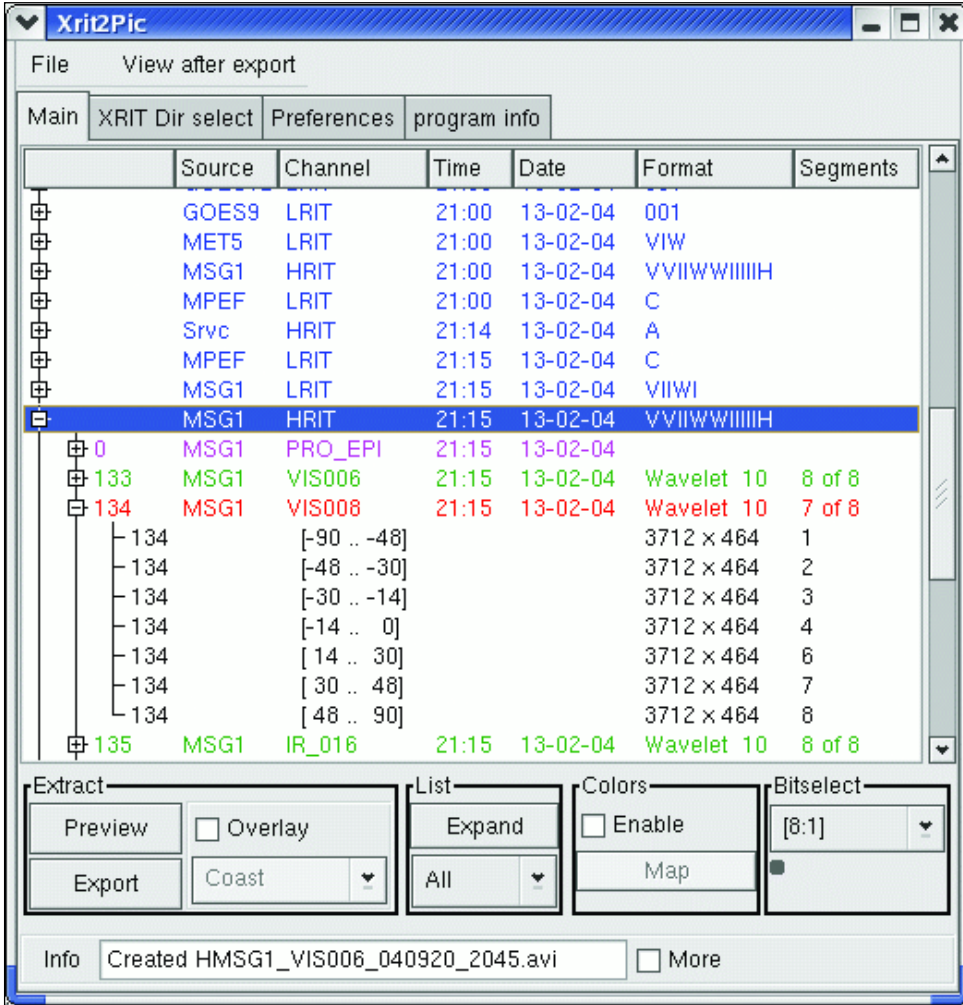 Xrit2Pic
File View after export
Main XRIT Dir select Preferences program info
Source Channel Time Date Format Segments
GOES9 LRIT 21:00 13-02-04 001
MET5 LRIT 21:00 13-02-04 VIW
MSG1 HRIT 21:00 13-02-04 VVIIWWIIIIIH
MPEF LRIT 21:00 13-02-04 C
Srvc HRIT 21:14 13-02-04 A
MPEF LRIT 21:15 13-02-04 C
MSG1 LRIT 21:15 13-02-04 VIIWI
MSG1 HRIT 21:15 13-02-04 VVIIWWIIIIIH
0 MSG1 PRO_EPI 21:15 13-02-04
133 MSG1 VIS006 21:15 13-02-04 Wavelet 10 8 of 8
134 MSG1 VIS008 21:15 13-02-04 Wavelet 10 7 of 8
134 [-90 .. -48] 3712 x 464 1
134 [-48 .. -30] 3712 x 464 2
134 [-30 .. -14] 3712 x 464 3
134 [-14 .. 0] 3712 x 464 4
134 [ 14 .. 30] 3712 x 464 6
134 [ 30 .. 48] 3712 x 464 7
134 [ 48 .. 90] 3712 x 464 8
135 MSG1 IR_016 21:15 13-02-04 Wavelet 10 8 of 8
Extract List Colors Bitselect
Preview Overlay Expand Enable [8:1]
Export Coast All Map
Info Created HMSG1_VIS006_040920_2045.avi More